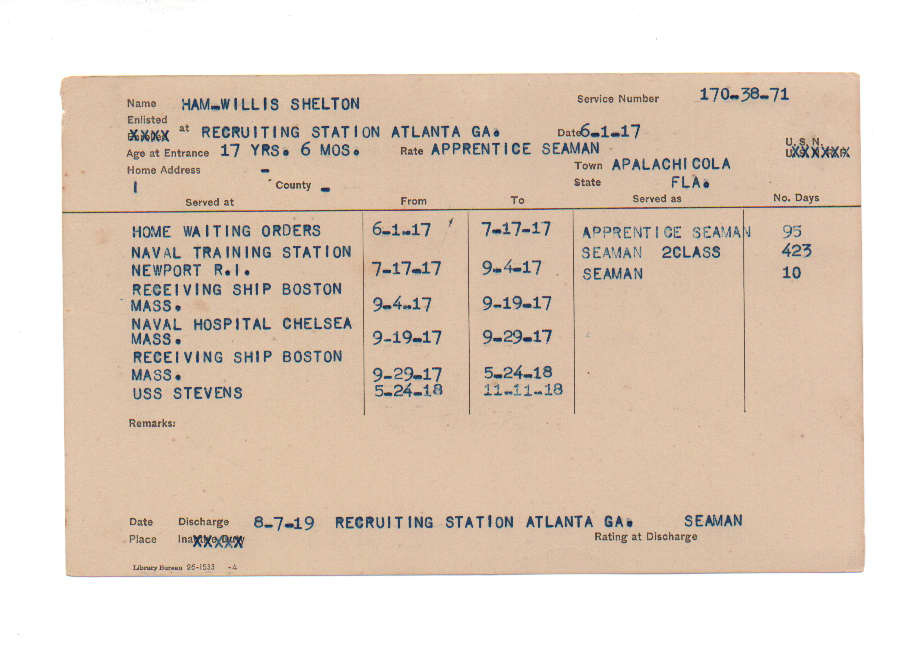 Name HAM-WILLIS SHELTON Service Number 170-38-71
Enlisted
at RECRUITING STATION ATLANTA GA. Date 6-1-17
Age at Entrance 17 YRS. 6 MOS. Rate APPRENTICE SEAMAN U.S.N.
Home Address - Town APALACHICOLA
1 County - State FLA.
Served at From To Served as No. Days
HOME WAITING ORDERS 6-1-17 7-17-17 APPRENTICE SEAMAN 95
NAVAL TRAINING STATION SEAMAN 2CLASS 423
NEWPORT R.I. 7-17-17 9-4-17 SEAMAN 10
RECEIVING SHIP BOSTON
MASS. 9-4-17 9-19-17
NAVAL HOSPITAL CHELSEA
MASS. 9-19-17 9-29-17
RECEIVING SHIP BOSTON
MASS. 9-29-17 5-24-18
USS STEVENS 5-24-18 11-11-18
Remarks:
Date Discharge 8-7-19 RECRUITING STATION ATLANTA GA. SEAMAN
Place Rating at Discharge
Library Bureau 26-1533 -4